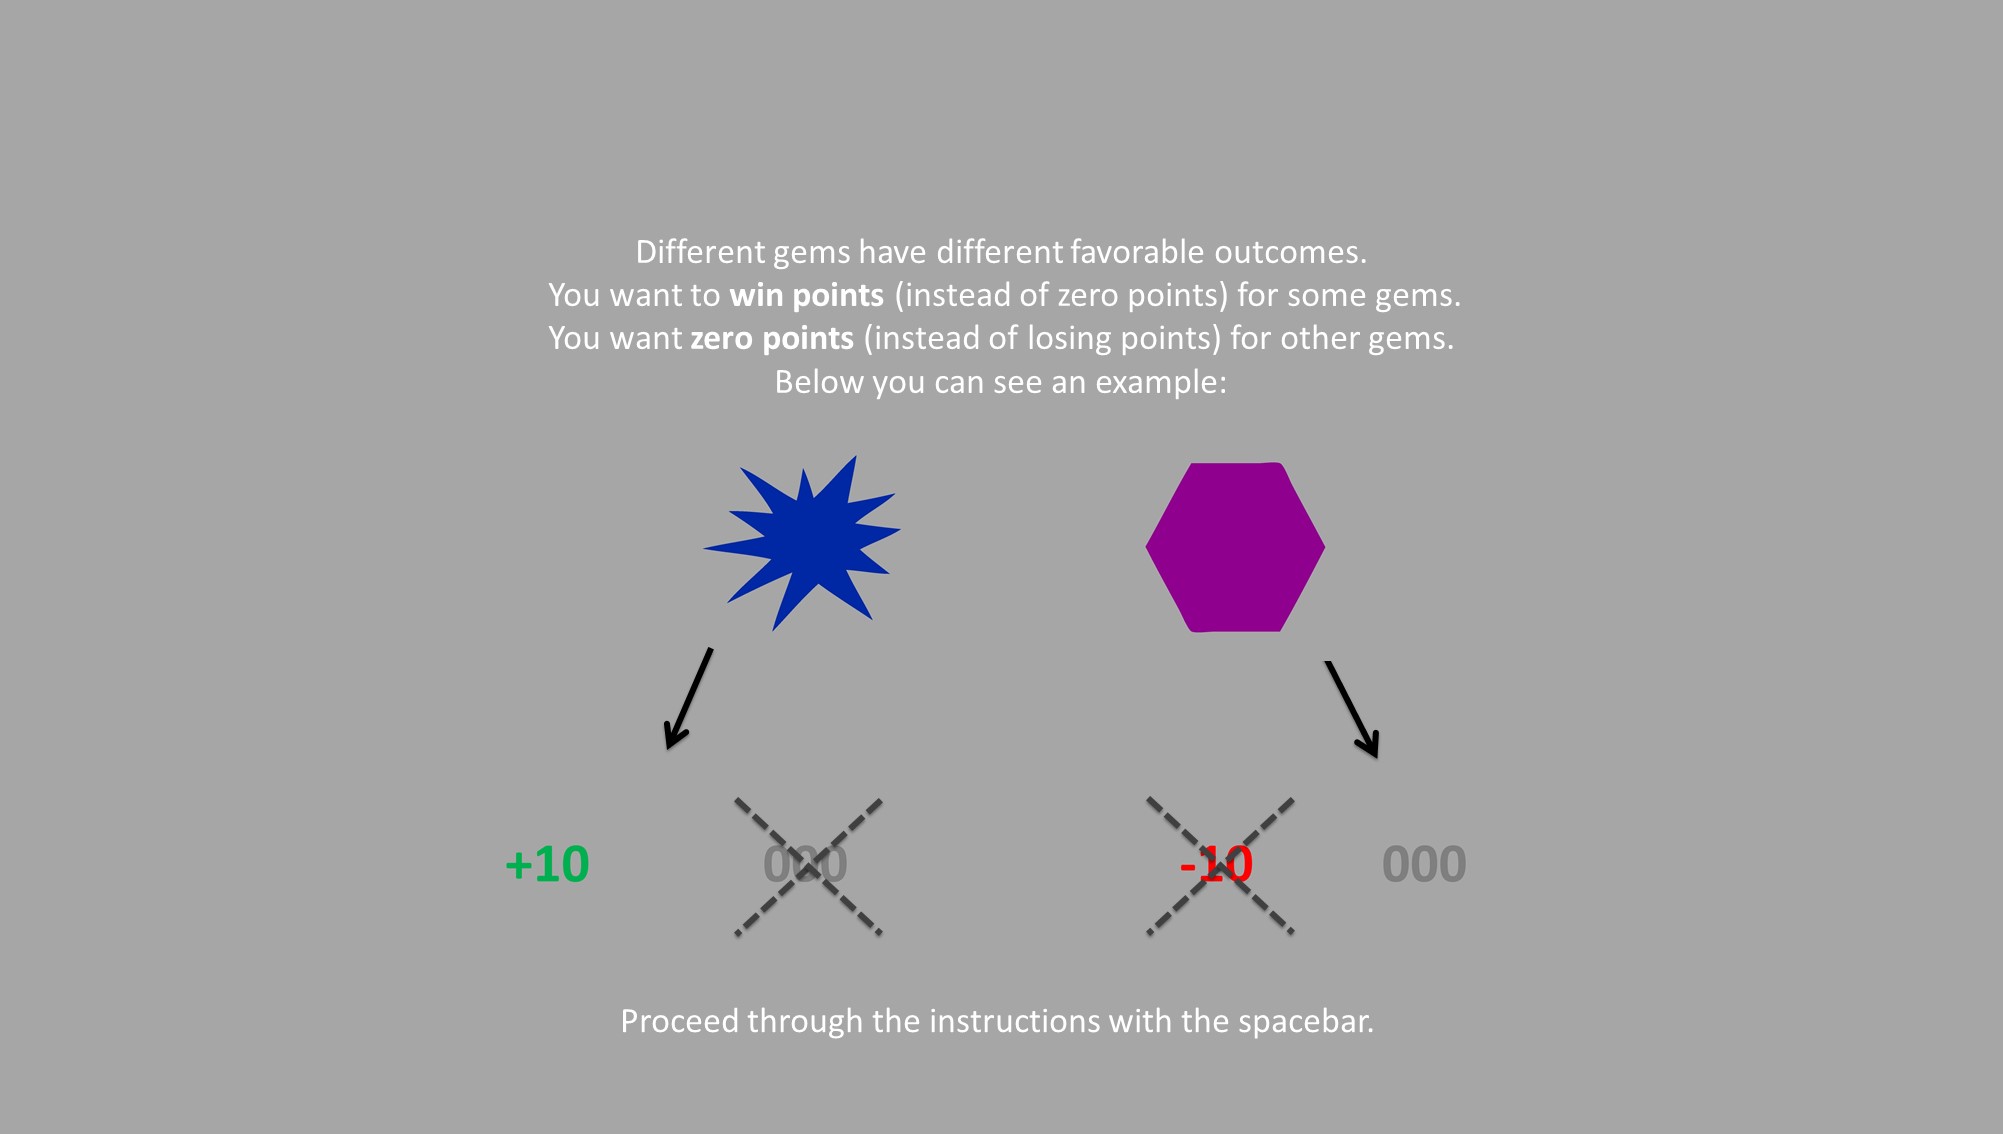 Different gems have different favorable outcomes.
You want to win points (instead of zero points) for some gems.
You want zero points (instead of losing points) for other gems.
Below you can see an example:
+10 000 -10 000
Proceed through the instructions with the spacebar.